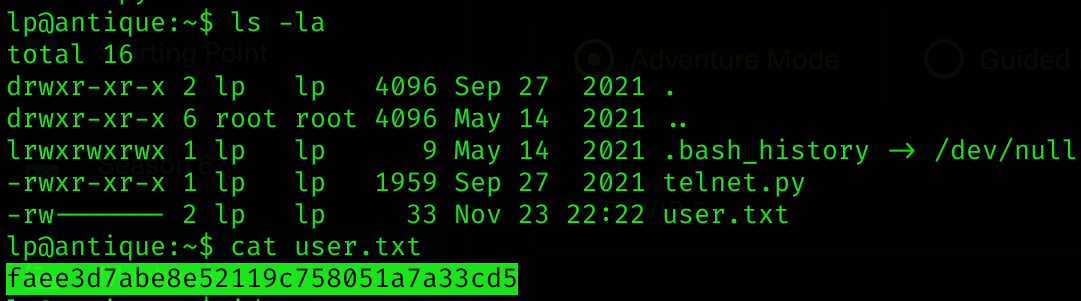 lp@antique:~$ ls -la
total 16
Starting Point
Adventure Mode
Guided
drwxr-xr-x 2 lp   lp   4096 Sep 27  2021 .
drwxr-xr-x 6 root root 4096 May 14  2021 ..
lrwxrwxrwx 1 lp   lp      9 May 14  2021 .bash_history -> /dev/null
-rwxr-xr-x 1 lp   lp   1959 Sep 27  2021 telnet.py
-rw------- 2 lp   lp     33 Nov 23 22:22 user.txt
lp@antique:~$ cat user.txt
faee3d7abe8e52119c758051a7a33cd5